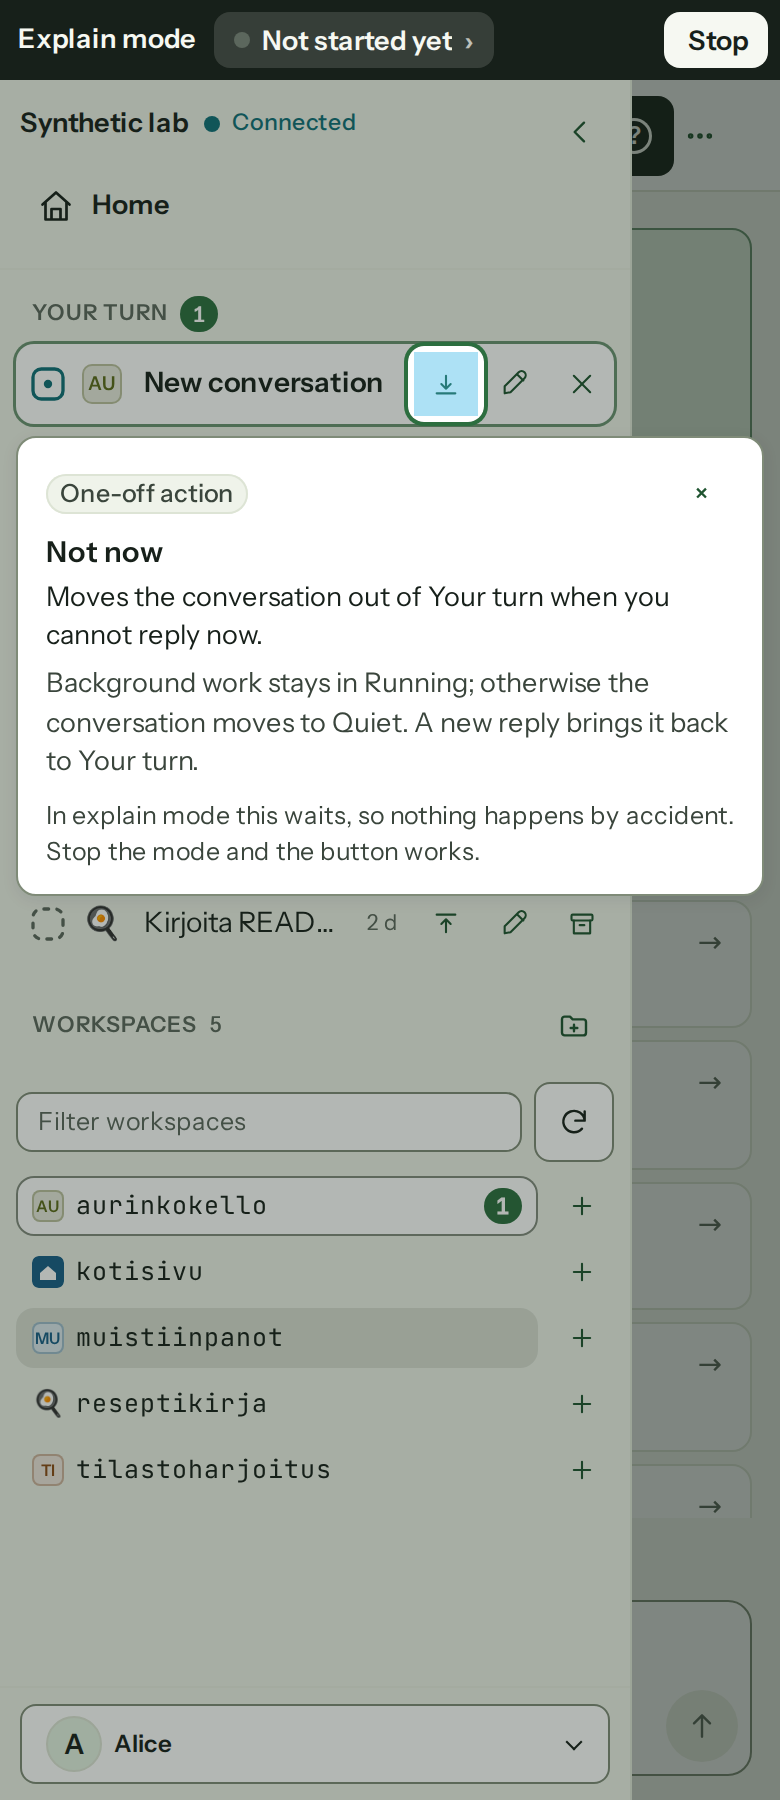 Explain mode
Not started yet ›
Stop
Synthetic lab
Connected
?
Home
YOUR TURN 1
AU New conversation
One-off action
×
Not now
Moves the conversation out of Your turn when you
cannot reply now.
Background work stays in Running; otherwise the
conversation moves to Quiet. A new reply brings it back
to Your turn.
In explain mode this waits, so nothing happens by accident.
Stop the mode and the button works.
Kirjoita READ... 2 d
WORKSPACES 5
Filter workspaces
AU aurinkokello 1
kotisivu
MU muistiinpanot
reseptikirja
TI tilastoharjoitus
A Alice